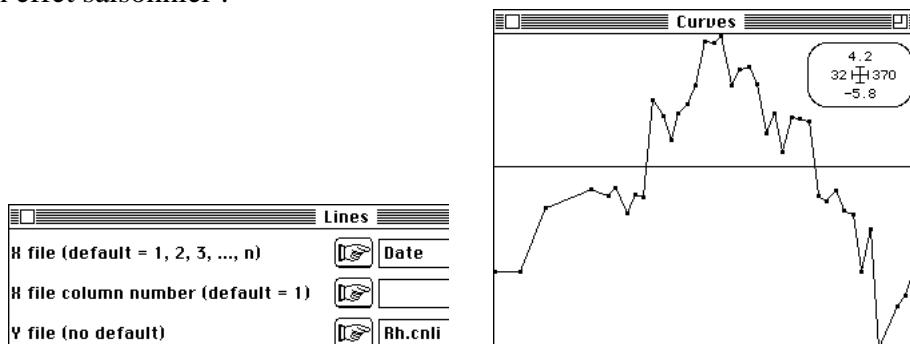 effet saisonnier .
Curves
4.2
32 370
-5.8
Lines
X file (default = 1, 2, 3, ..., n) Date
X file column number (default = 1)
Y file (no default) Rh.cnli